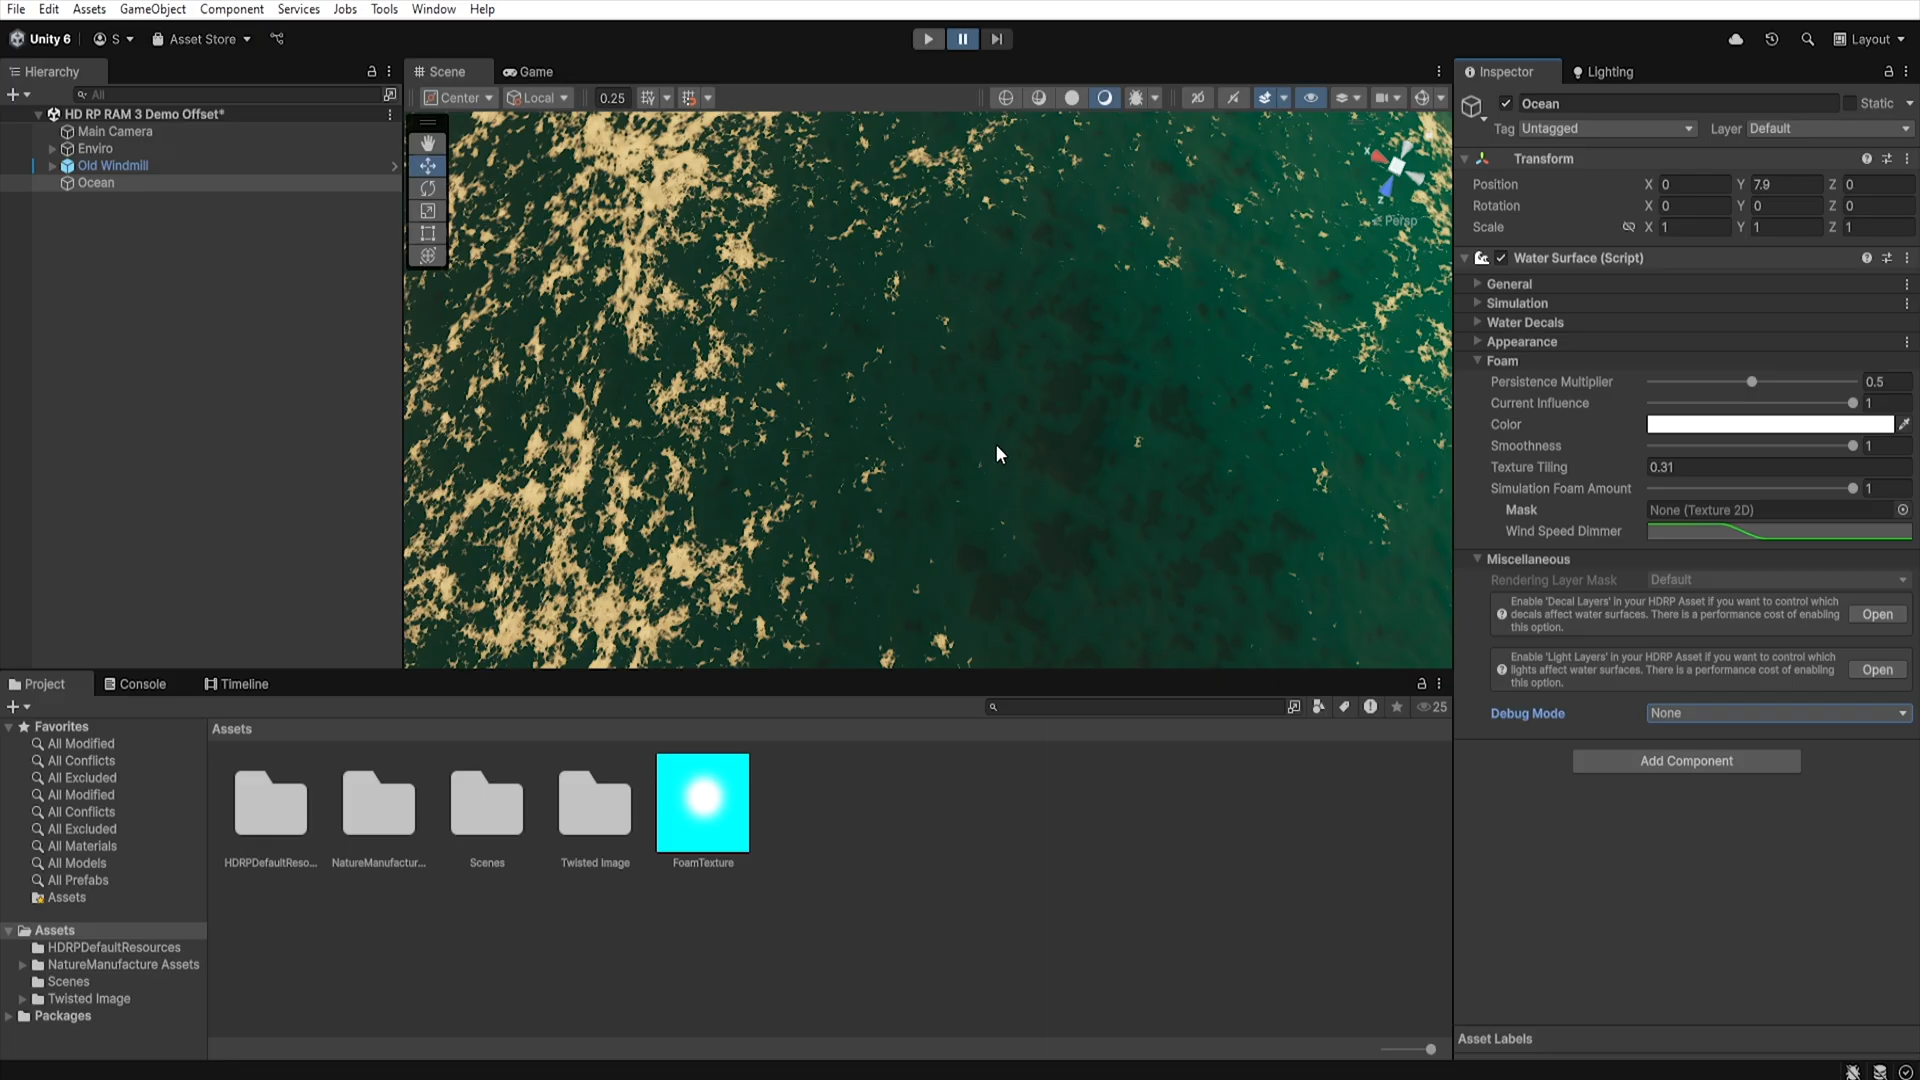 File Edit Assets GameObject Component Services Jobs Tools Window Help
Unity 6 S Asset Store Layout
Hierarchy
All
HD RP RAM 3 Demo Offset*
Main Camera
Enviro
Old Windmill
Ocean
Scene Game
Center Local 0.25 2D
x
z
Persp
Inspector Lighting
Ocean Static
Tag Untagged Layer Default
Transform
Position X 0 Y 7.9 Z 0
Rotation X 0 Y 0 Z 0
Scale X 1 Y 1 Z 1
Water Surface (Script)
General
Simulation
Water Decals
Appearance
Foam
Persistence Multiplier 0.5
Current Influence 1
Color
Smoothness 1
Texture Tiling 0.31
Simulation Foam Amount 1
Mask None (Texture 2D)
Wind Speed Dimmer
Miscellaneous
Rendering Layer Mask Default
Enable 'Decal Layers' in your HDRP Asset if you want to control which
decals affect water surfaces. There is a performance cost of enabling
this option.
Open
Enable 'Light Layers' in your HDRP Asset if you want to control which
lights affect water surfaces. There is a performance cost of enabling
this option.
Open
Debug Mode None
Add Component
Asset Labels
Project Console Timeline
25
Favorites
All Modified
All Conflicts
All Excluded
All Modified
All Conflicts
All Excluded
All Materials
All Models
All Prefabs
Assets
Assets
HDRPDefaultResources
NatureManufacture Assets
Scenes
Twisted Image
Packages
Assets
HDRPDefaultReso...
NatureManufactur...
Scenes
Twisted Image
FoamTexture